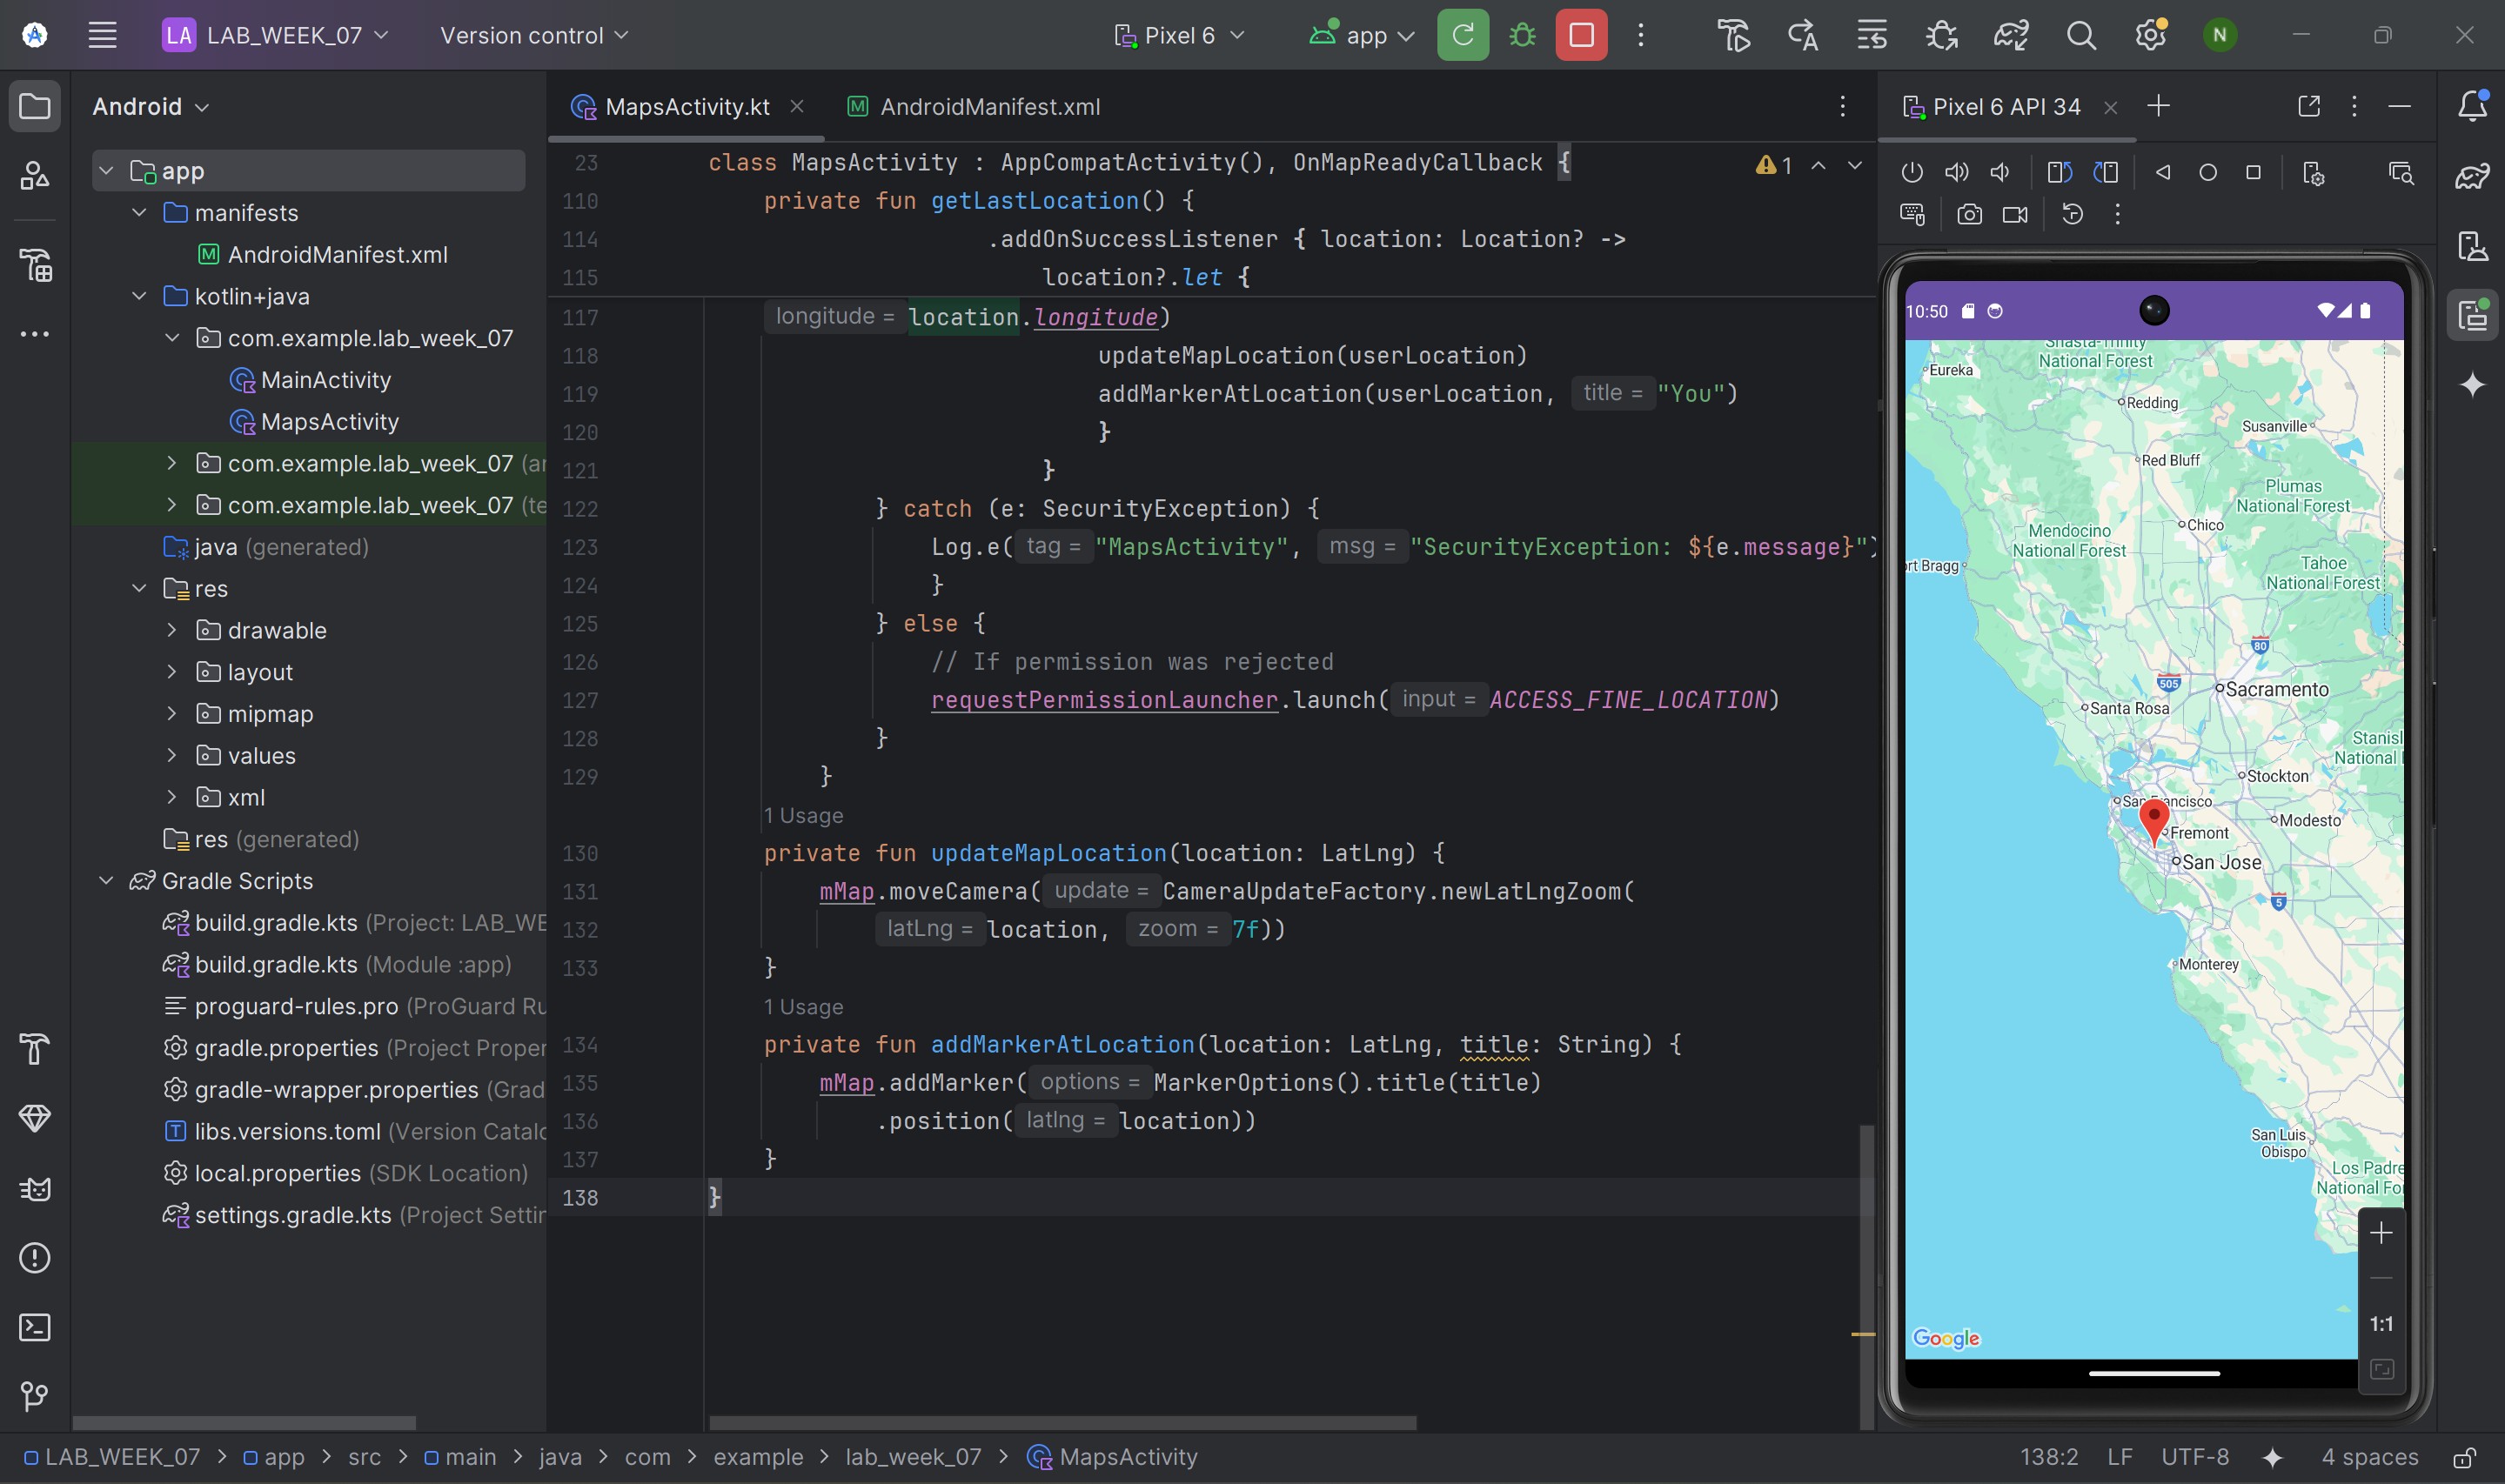 LA LAB_WEEK_07 Version control Pixel 6 app N
Android
app
manifests
AndroidManifest.xml
kotlin+java
com.example.lab_week_07
MainActivity
MapsActivity
com.example.lab_week_07 (ar
com.example.lab_week_07 (te
java (generated)
res
drawable
layout
mipmap
values
xml
res (generated)
Gradle Scripts
build.gradle.kts (Project: LAB_WE
build.gradle.kts (Module :app)
proguard-rules.pro (ProGuard Ru
gradle.properties (Project Proper
gradle-wrapper.properties (Grad
libs.versions.toml (Version Catalo
local.properties (SDK Location)
settings.gradle.kts (Project Settin
MapsActivity.kt AndroidManifest.xml
23 class MapsActivity : AppCompatActivity(), OnMapReadyCallback { 1
110 private fun getLastLocation() {
114 .addOnSuccessListener { location: Location? ->
115 location?.let {
117 longitude = location.longitude)
118 updateMapLocation(userLocation)
119 addMarkerAtLocation(userLocation, title = "You")
120 }
121 }
122 } catch (e: SecurityException) {
123 Log.e( tag = "MapsActivity", msg = "SecurityException: ${e.message}")
124 }
125 } else {
126 // If permission was rejected
127 requestPermissionLauncher.launch( input = ACCESS_FINE_LOCATION)
128 }
129 }
1 Usage
130 private fun updateMapLocation(location: LatLng) {
131 mMap.moveCamera( update = CameraUpdateFactory.newLatLngZoom(
132 latLng = location, zoom = 7f))
133 }
1 Usage
134 private fun addMarkerAtLocation(location: LatLng, title: String) {
135 mMap.addMarker( options = MarkerOptions().title(title)
136 .position( latlng = location))
137 }
138 }
Pixel 6 API 34
10:50
Shasta-Trinity
National Forest
Eureka
Redding
Susanville
Red Bluff
Plumas
National Forest
Chico
Mendocino
National Forest
Tahoe
National Forest
ort Bragg
80
505
Sacramento
Santa Rosa
Stanisl
National
Stockton
San Francisco
Modesto
Fremont
San Jose
5
Monterey
San Luis
Obispo
Los Padre
National Fo
1:1
Google
LAB_WEEK_07 > app > src > main > java > com > example > lab_week_07 > MapsActivity
138:2 LF UTF-8 4 spaces